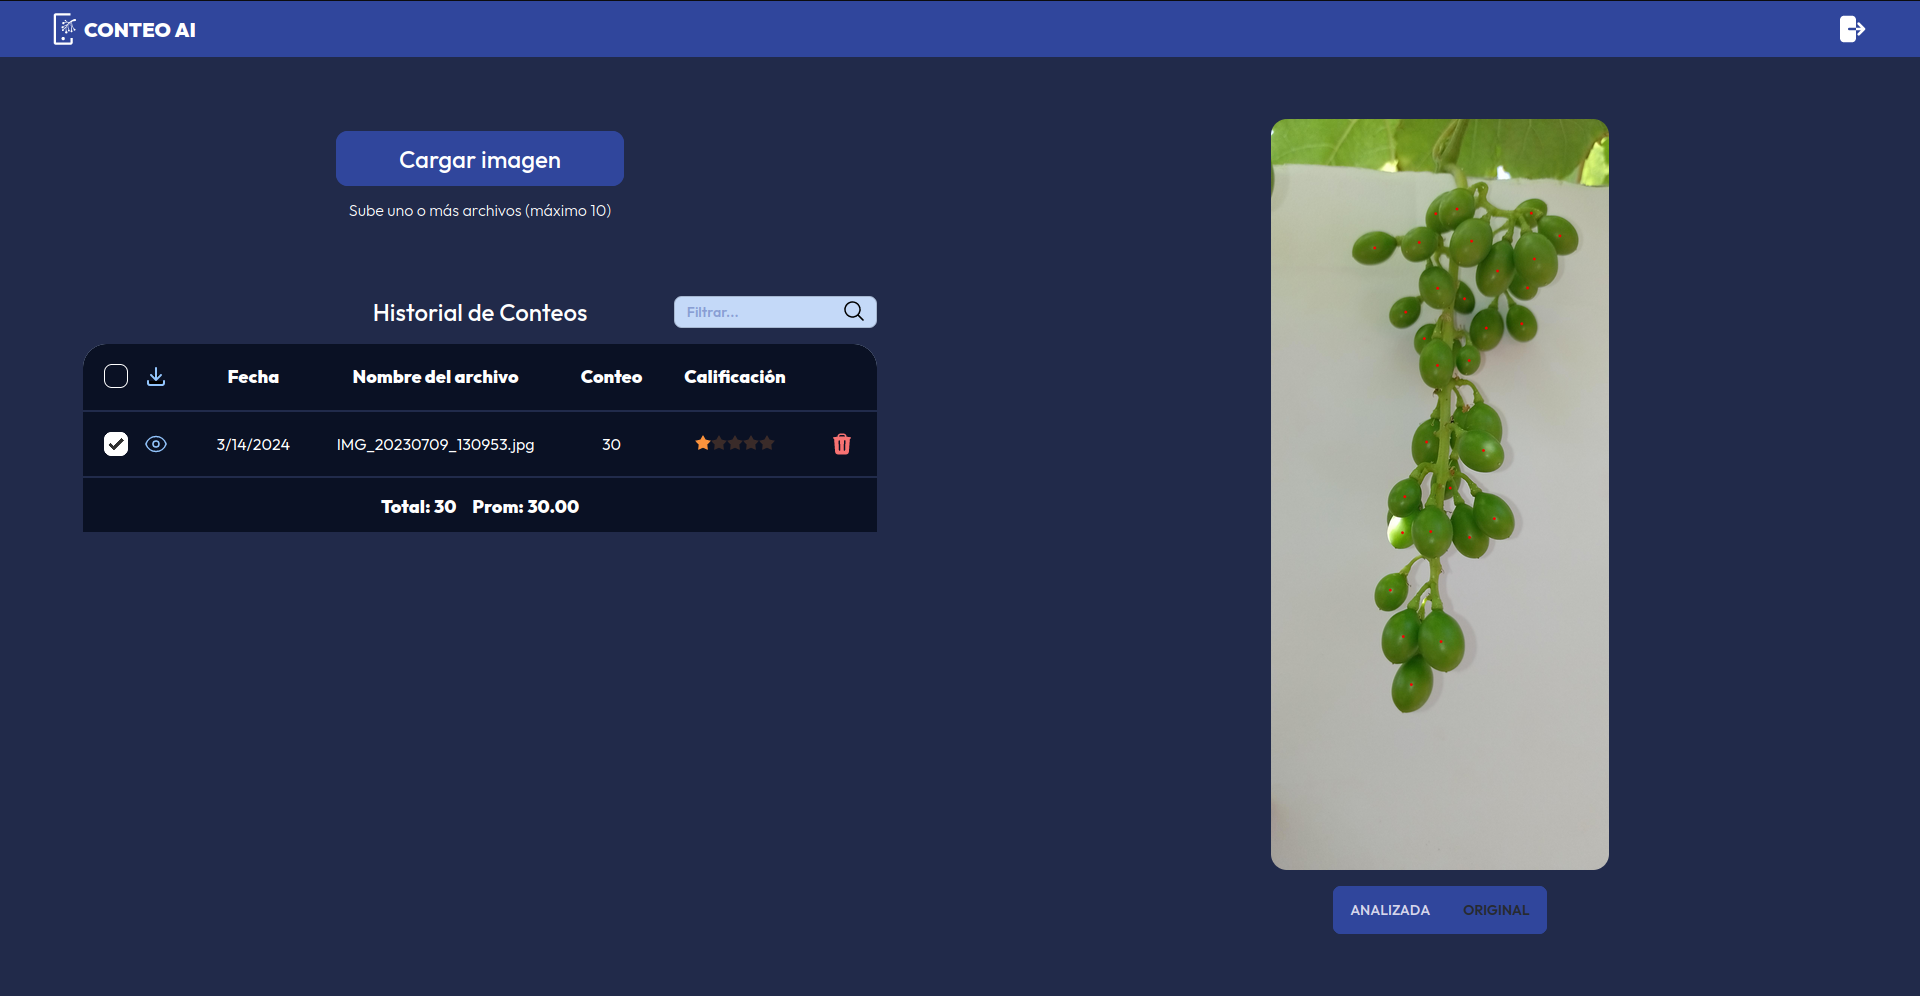 CONTEO AI
Cargar imagen
Sube uno o más archivos (máximo 10)
Historial de Conteos
Filtrar...
Fecha Nombre del archivo Conteo Calificación
3/14/2024 IMG_20230709_130953.jpg 30
Total: 30 Prom: 30.00
ANALIZADA ORIGINAL